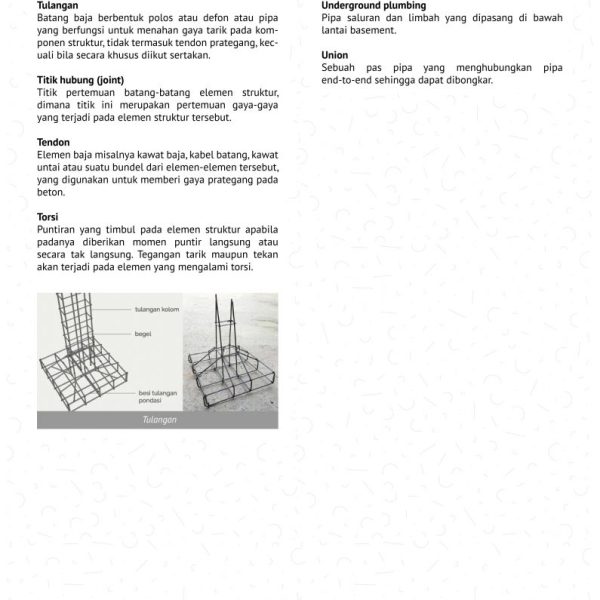 Tulangan
Batang baja berbentuk polos atau defon atau pipa
yang berfungsi untuk menahan gaya tarik pada kom-
ponen struktur, tidak termasuk tendon prategang, kec-
uali bila secara khusus diikut sertakan.
Titik hubung (joint)
Titik pertemuan batang-batang elemen struktur,
dimana titik ini merupakan pertemuan gaya-gaya
yang terjadi pada elemen struktur tersebut.
Tendon
Elemen baja misalnya kawat baja, kabel batang, kawat
untai atau suatu bundel dari elemen-elemen tersebut,
yang digunakan untuk memberi gaya prategang pada
beton.
Torsi
Puntiran yang timbul pada elemen struktur apabila
padanya diberikan momen puntir langsung atau
secara tak langsung. Tegangan tarik maupun tekan
akan terjadi pada elemen yang mengalami torsi.
tulangan kolom
begel
besi tulangan
pondasi
Tulangan
Underground plumbing
Pipa saluran dan limbah yang dipasang di bawah
lantai basement.
Union
Sebuah pas pipa yang menghubungkan pipa
end-to-end sehingga dapat dibongkar.